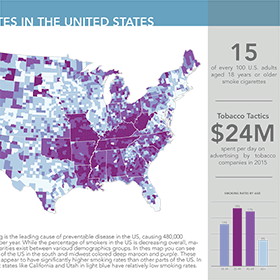 TES IN THE UNITED STATES
15
of every 100 U.S. adults
aged 18 years or older
smoke cigarettes
Tobacco Tactics
$24M
spent per day on
advertising by tobacco
companies in 2015
SMOKING RATES BY AGE
ng is the leading cause of preventable disease in the US, causing 480,000
per year. While the percentage of smokers in the US is decreasing overall, ma-
arities exist between various demographics groups. In thes map you can see
of the US in the south and midwest colored deep maroon and purple. These
appear to have significantly higher smoking rates than other parts of the US. In
t states like California and Utah in light blue have relatively low smoking rates.